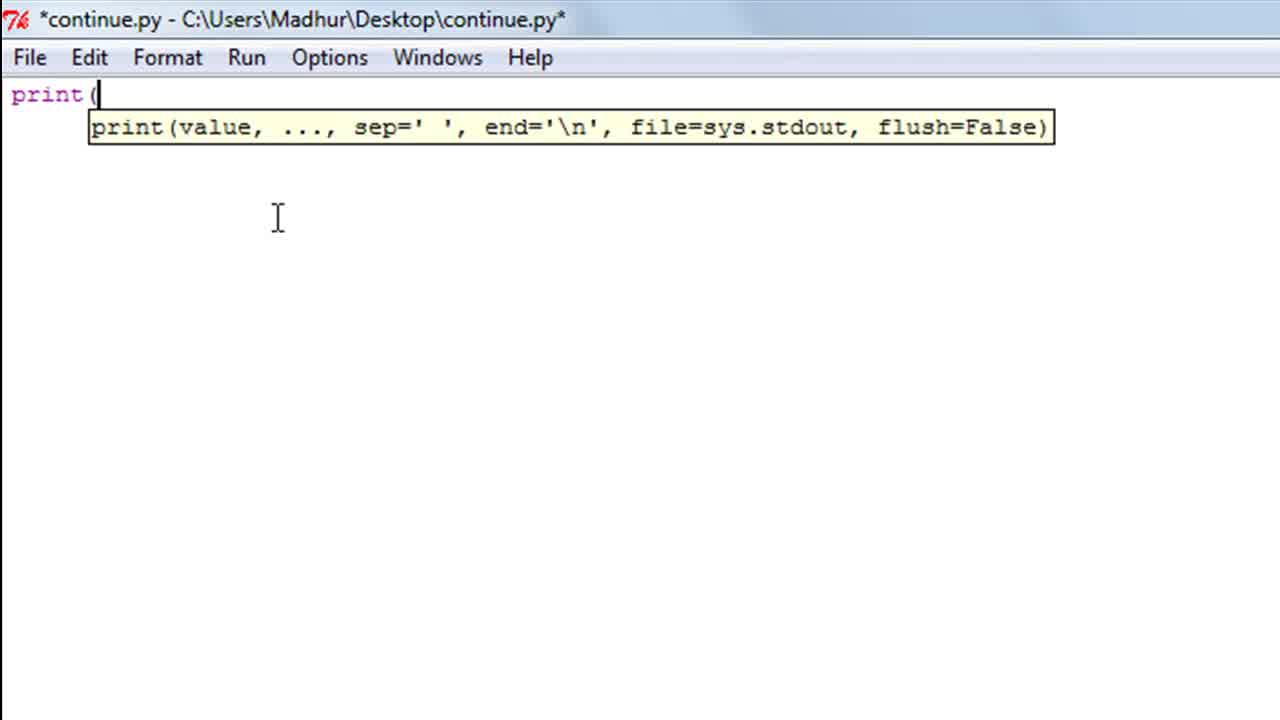 *continue.py - C:\Users\Madhur\Desktop\continue.py*
File Edit Format Run Options Windows Help
print(
print(value, ..., sep=' ', end='\n', file=sys.stdout, flush=False)